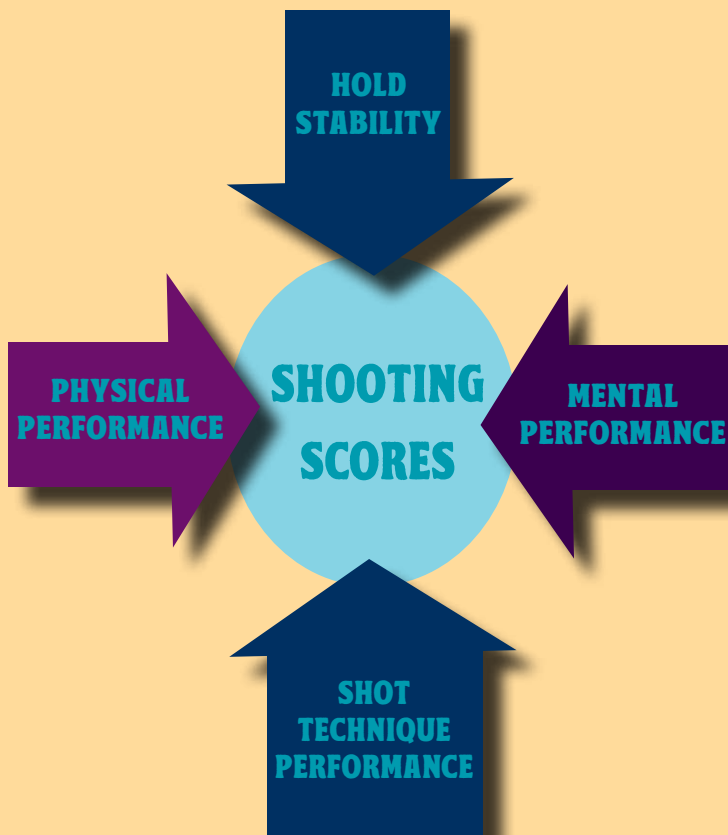 HOLD
STABILITY
PHYSICAL
PERFORMANCE
SHOOTING
SCORES
MENTAL
PERFORMANCE
SHOT
TECHNIQUE
PERFORMANCE